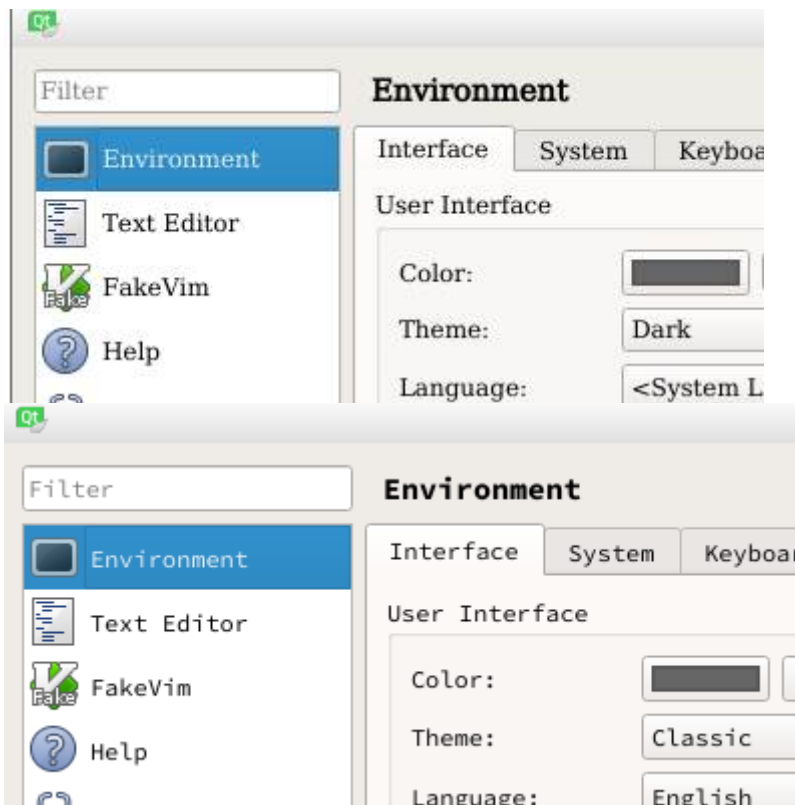 Qt
Filter
Environment
Environment
Interface System Keyboa
Text Editor
User Interface
FakeVim
Fake
Color:
Help
Theme: Dark
Language: <System L
Qt
Filter
Environment
Environment
Interface System Keyboar
Text Editor
User Interface
FakeVim
Fake
Color:
Help
Theme: Classic
Language: English